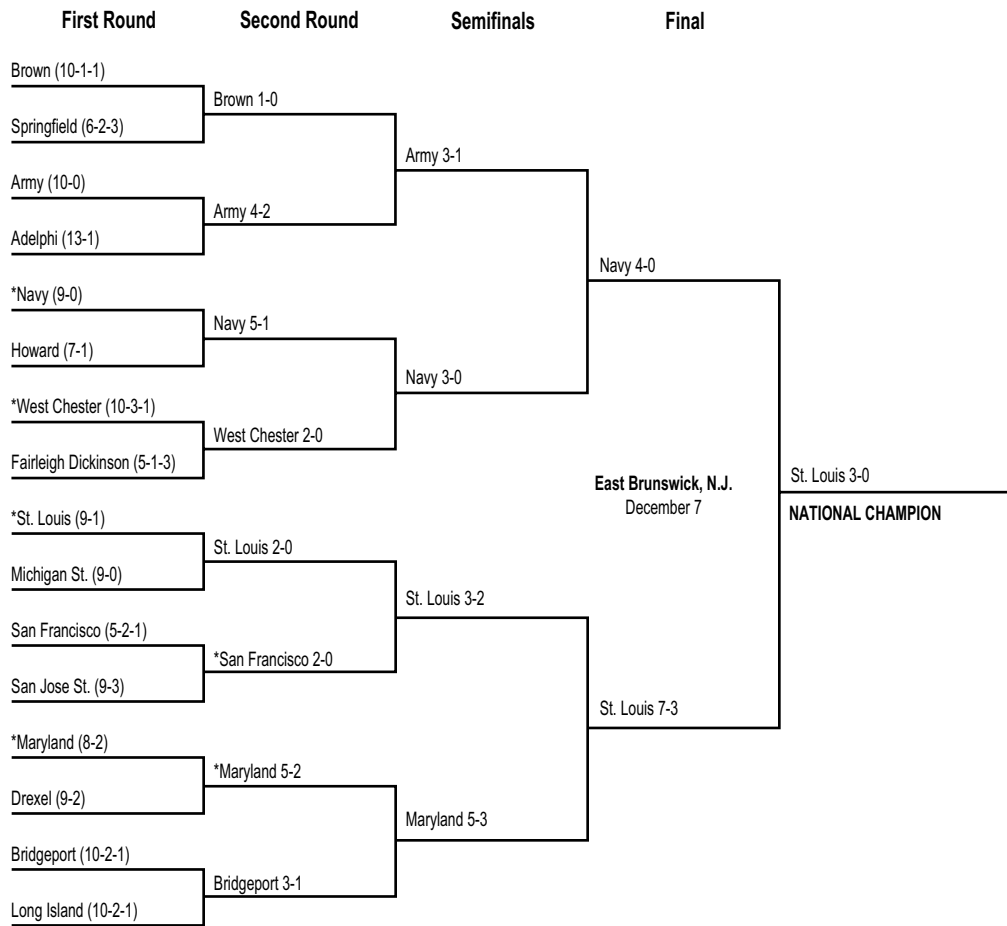 First Round
Second Round
Semifinals
Final
Brown (10-1-1)
Springfield (6-2-3)
Army (10-0)
Adelphi (13-1)
*Navy (9-0)
Howard (7-1)
*West Chester (10-3-1)
Fairleigh Dickinson (5-1-3)
*St. Louis (9-1)
Michigan St. (9-0)
San Francisco (5-2-1)
San Jose St. (9-3)
*Maryland (8-2)
Drexel (9-2)
Bridgeport (10-2-1)
Long Island (10-2-1)
Brown 1-0
Army 4-2
Navy 5-1
West Chester 2-0
St. Louis 2-0
*San Francisco 2-0
*Maryland 5-2
Bridgeport 3-1
Army 3-1
Navy 3-0
St. Louis 3-2
Maryland 5-3
Navy 4-0
East Brunswick, N.J.
December 7
St. Louis 7-3
St. Louis 3-0
NATIONAL CHAMPION